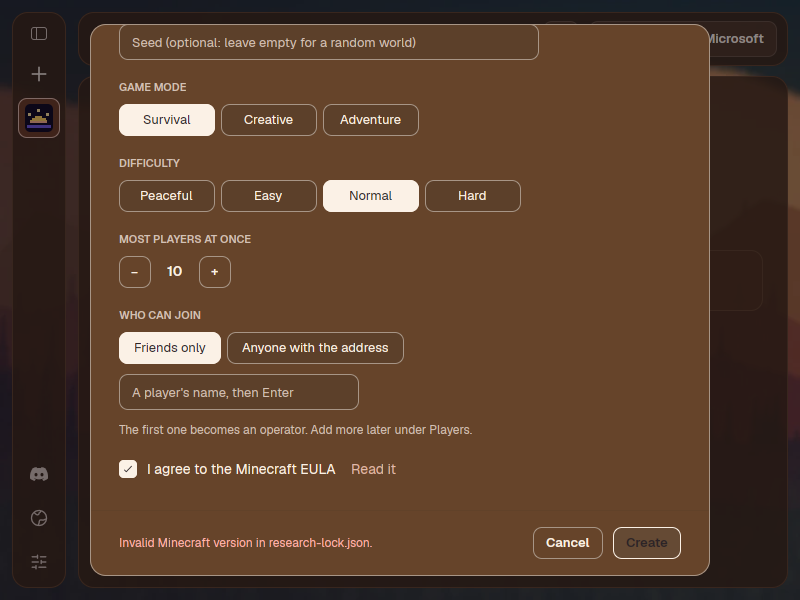 Microsoft
Seed (optional: leave empty for a random world)
GAME MODE
Survival
Creative
Adventure
DIFFICULTY
Peaceful
Easy
Normal
Hard
MOST PLAYERS AT ONCE
– 10 +
WHO CAN JOIN
Friends only
Anyone with the address
A player's name, then Enter
The first one becomes an operator. Add more later under Players.
I agree to the Minecraft EULA Read it
Invalid Minecraft version in research-lock.json.
Cancel
Create